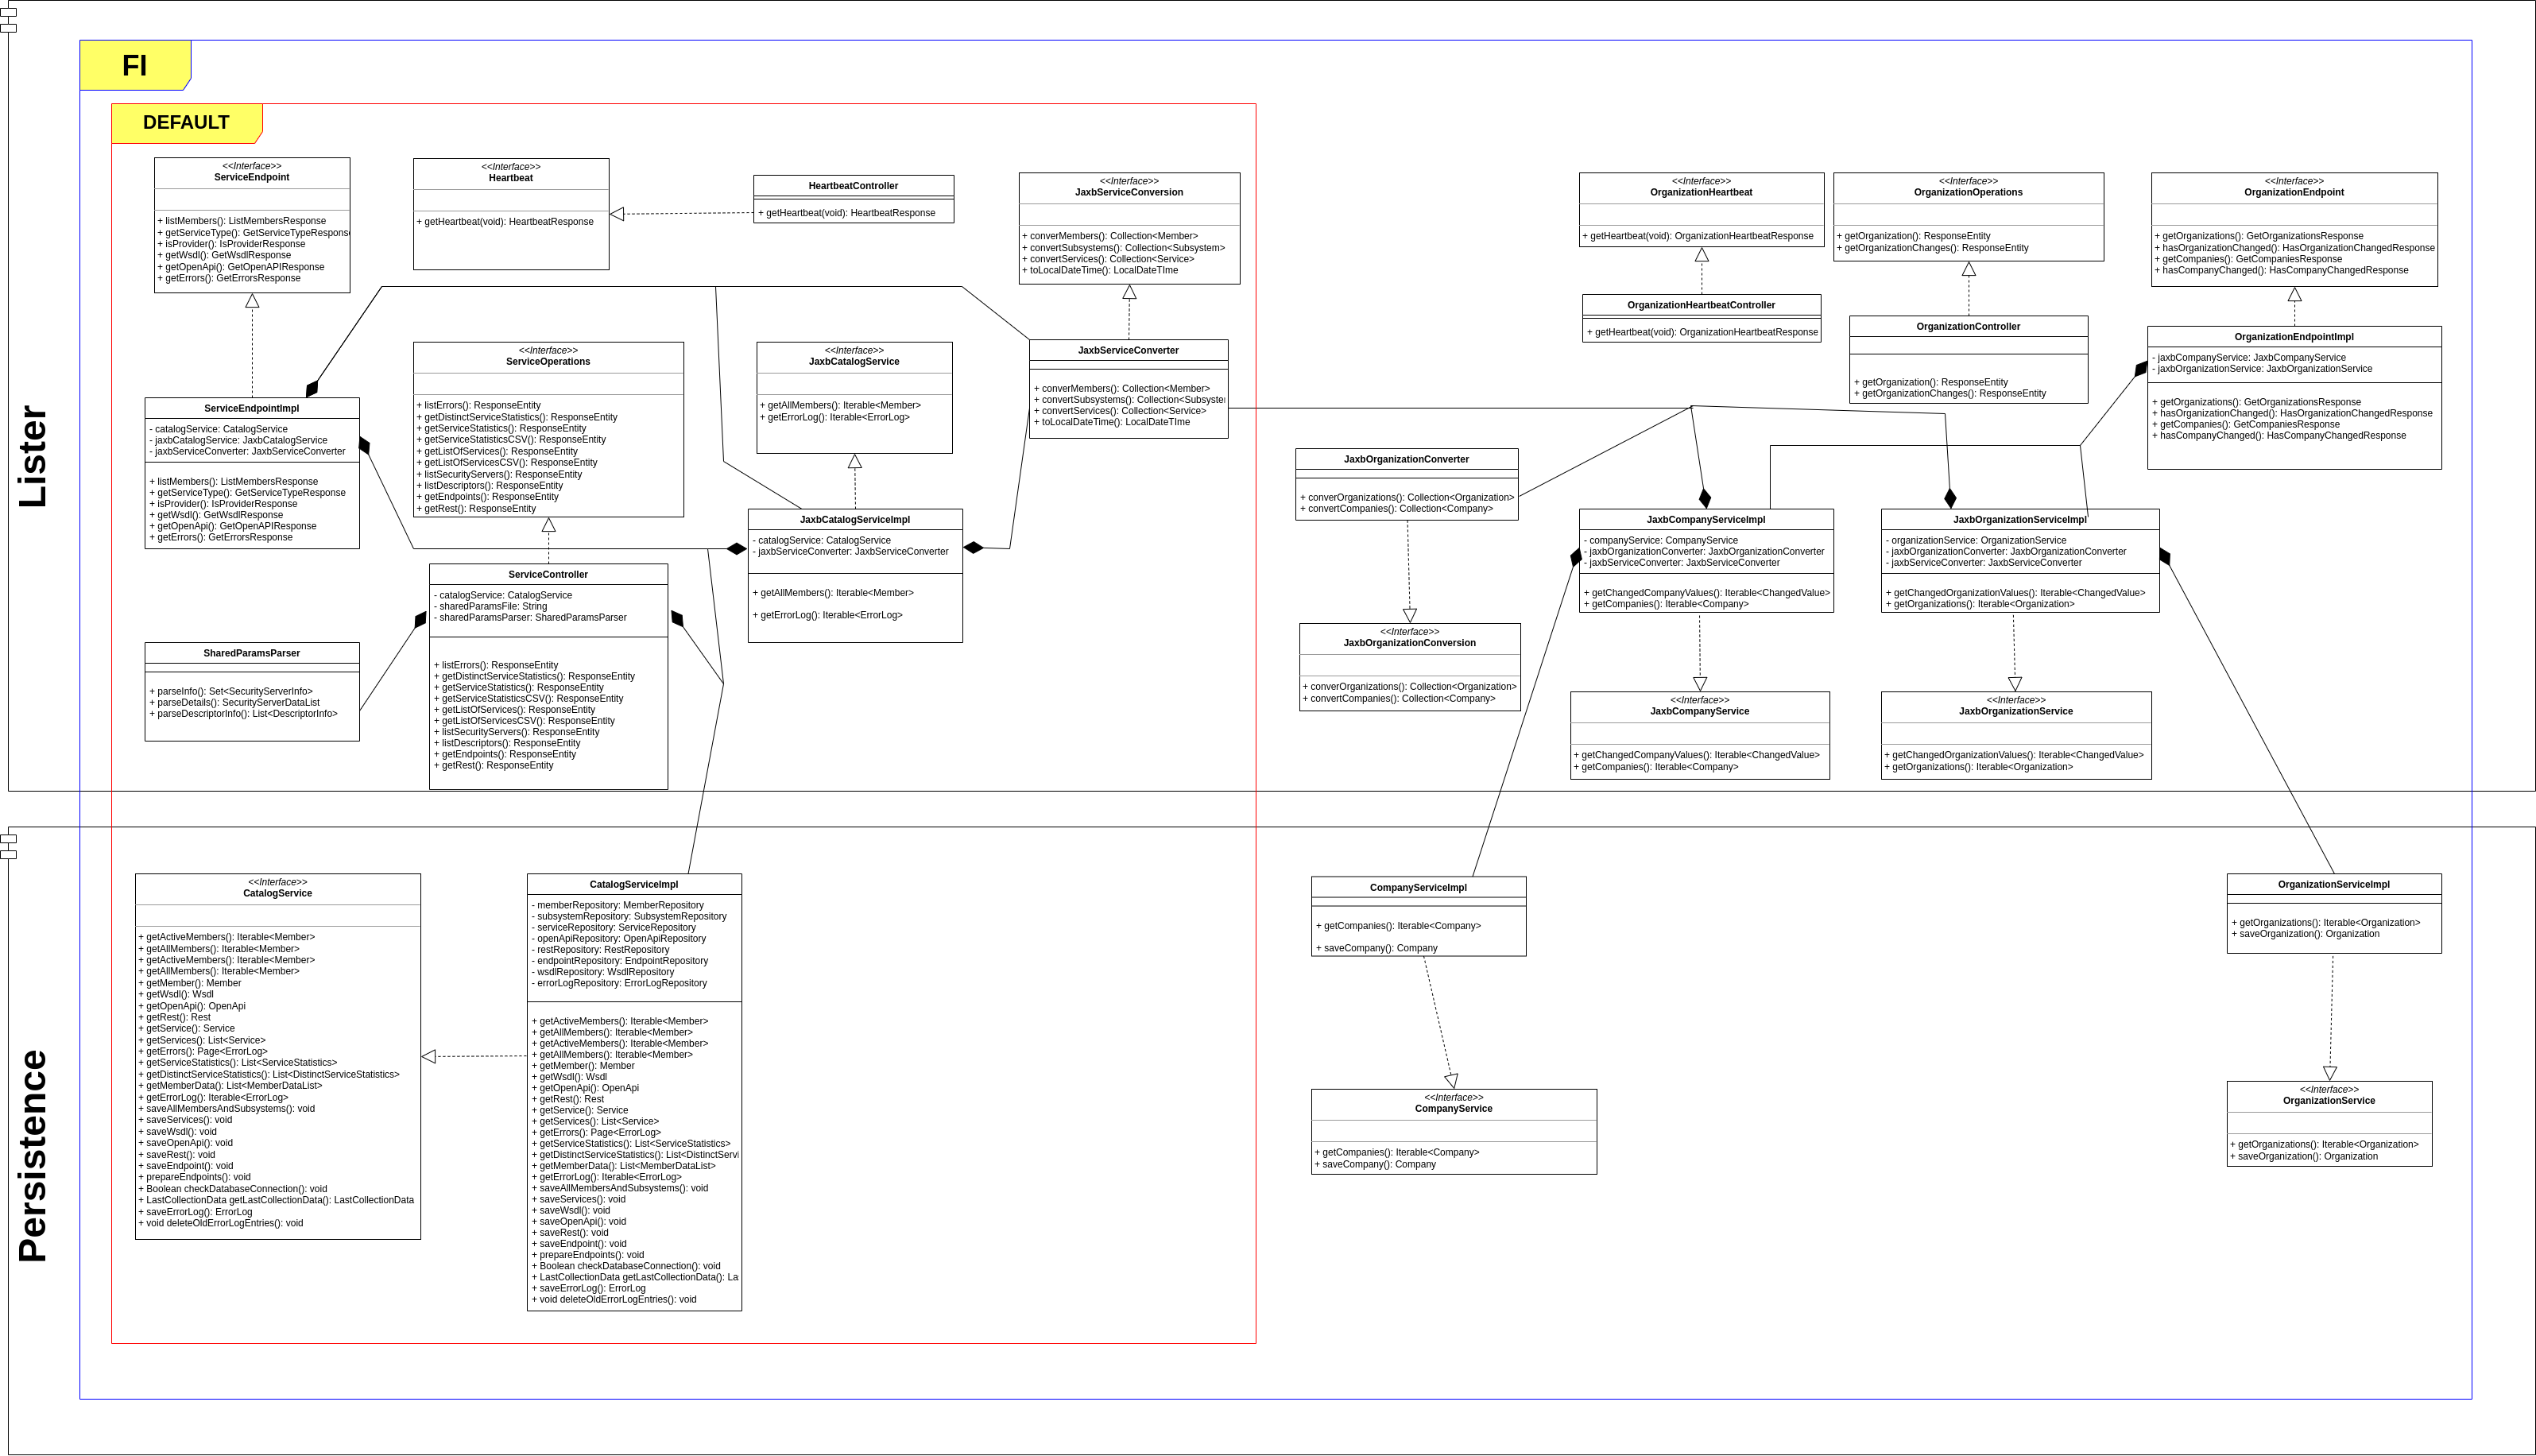 Lister
FI
DEFAULT
<<Interface>>
ServiceEndpoint
+ listMembers(): ListMembersResponse
+ getServiceType(): GetServiceTypeResponse
+ isProvider(): IsProviderResponse
+ getWsdl(): GetWsdlResponse
+ getOpenApi(): GetOpenAPIResponse
+ getErrors(): GetErrorsResponse
<<Interface>>
Heartbeat
+ getHeartbeat(void): HeartbeatResponse
HeartbeatController
+ getHeartbeat(void): HeartbeatResponse
<<Interface>>
JaxbServiceConversion
+ converMembers(): Collection<Member>
+ convertSubsystems(): Collection<Subsystem>
+ convertServices(): Collection<Service>
+ toLocalDateTime(): LocalDateTIme
<<Interface>>
OrganizationHeartbeat
+ getHeartbeat(void): OrganizationHeartbeatResponse
<<Interface>>
OrganizationOperations
+ getOrganization(): ResponseEntity
+ getOrganizationChanges(): ResponseEntity
<<Interface>>
OrganizationEndpoint
+ getOrganizations(): GetOrganizationsResponse
+ hasOrganizationChanged(): HasOrganizationChangedResponse
+ getCompanies(): GetCompaniesResponse
+ hasCompanyChanged(): HasCompanyChangedResponse
OrganizationHeartbeatController
+ getHeartbeat(void): OrganizationHeartbeatResponse
OrganizationController
+ getOrganization(): ResponseEntity
+ getOrganizationChanges(): ResponseEntity
OrganizationEndpointImpl
- jaxbCompanyService: JaxbCompanyService
- jaxbOrganizationService: JaxbOrganizationService
+ getOrganizations(): GetOrganizationsResponse
+ hasOrganizationChanged(): HasOrganizationChangedResponse
+ getCompanies(): GetCompaniesResponse
+ hasCompanyChanged(): HasCompanyChangedResponse
ServiceEndpointImpl
- catalogService: CatalogService
- jaxbCatalogService: JaxbCatalogService
- jaxbServiceConverter: JaxbServiceConverter
+ listMembers(): ListMembersResponse
+ getServiceType(): GetServiceTypeResponse
+ isProvider(): IsProviderResponse
+ getWsdl(): GetWsdlResponse
+ getOpenApi(): GetOpenAPIResponse
+ getErrors(): GetErrorsResponse
<<Interface>>
ServiceOperations
+ listErrors(): ResponseEntity
+ getDistinctServiceStatistics(): ResponseEntity
+ getServiceStatistics(): ResponseEntity
+ getServiceStatisticsCSV(): ResponseEntity
+ getListOfServices(): ResponseEntity
+ getListOfServicesCSV(): ResponseEntity
+ listSecurityServers(): ResponseEntity
+ listDescriptors(): ResponseEntity
+ getEndpoints(): ResponseEntity
+ getRest(): ResponseEntity
<<Interface>>
JaxbCatalogService
+ getAllMembers(): Iterable<Member>
+ getErrorLog(): Iterable<ErrorLog>
JaxbServiceConverter
+ converMembers(): Collection<Member>
+ convertSubsystems(): Collection<Subsyste
+ convertServices(): Collection<Service>
+ toLocalDateTime(): LocalDateTIme
JaxbOrganizationConverter
+ converOrganizations(): Collection<Organization>
+ convertCompanies(): Collection<Company>
JaxbCompanyServiceImpl
- companyService: CompanyService
- jaxbOrganizationConverter: JaxbOrganizationConverter
- jaxbServiceConverter: JaxbServiceConverter
+ getChangedCompanyValues(): Iterable<ChangedValue>
+ getCompanies(): Iterable<Company>
JaxbOrganizationServiceImpl
- organizationService: OrganizationService
- jaxbOrganizationConverter: JaxbOrganizationConverter
- jaxbServiceConverter: JaxbServiceConverter
+ getChangedOrganizationValues(): Iterable<ChangedValue>
+ getOrganizations(): Iterable<Organization>
JaxbCatalogServiceImpl
- catalogService: CatalogService
- jaxbServiceConverter: JaxbServiceConverter
+ getAllMembers(): Iterable<Member>
+ getErrorLog(): Iterable<ErrorLog>
ServiceController
- catalogService: CatalogService
- sharedParamsFile: String
- sharedParamsParser: SharedParamsParser
+ listErrors(): ResponseEntity
+ getDistinctServiceStatistics(): ResponseEntity
+ getServiceStatistics(): ResponseEntity
+ getServiceStatisticsCSV(): ResponseEntity
+ getListOfServices(): ResponseEntity
+ getListOfServicesCSV(): ResponseEntity
+ listSecurityServers(): ResponseEntity
+ listDescriptors(): ResponseEntity
+ getEndpoints(): ResponseEntity
+ getRest(): ResponseEntity
SharedParamsParser
+ parseInfo(): Set<SecurityServerInfo>
+ parseDetails(): SecurityServerDataList
+ parseDescriptorInfo(): List<DescriptorInfo>
<<Interface>>
JaxbOrganizationConversion
+ converOrganizations(): Collection<Organization>
+ convertCompanies(): Collection<Company>
<<Interface>>
JaxbCompanyService
+ getChangedCompanyValues(): Iterable<ChangedValue>
+ getCompanies(): Iterable<Company>
<<Interface>>
JaxbOrganizationService
+ getChangedOrganizationValues(): Iterable<ChangedValue>
+ getOrganizations(): Iterable<Organization>
Persistence
<<Interface>>
CatalogService
+ getActiveMembers(): Iterable<Member>
+ getAllMembers(): Iterable<Member>
+ getActiveMembers(): Iterable<Member>
+ getAllMembers(): Iterable<Member>
+ getMember(): Member
+ getWsdl(): Wsdl
+ getOpenApi(): OpenApi
+ getRest(): Rest
+ getService(): Service
+ getServices(): List<Service>
+ getErrors(): Page<ErrorLog>
+ getServiceStatistics(): List<ServiceStatistics>
+ getDistinctServiceStatistics(): List<DistinctServiceStatistics>
+ getMemberData(): List<MemberDataList>
+ getErrorLog(): Iterable<ErrorLog>
+ saveAllMembersAndSubsystems(): void
+ saveServices(): void
+ saveWsdl(): void
+ saveOpenApi(): void
+ saveRest(): void
+ saveEndpoint(): void
+ prepareEndpoints(): void
+ Boolean checkDatabaseConnection(): void
+ LastCollectionData getLastCollectionData(): LastCollectionData
+ saveErrorLog(): ErrorLog
+ void deleteOldErrorLogEntries(): void
CatalogServiceImpl
- memberRepository: MemberRepository
- subsystemRepository: SubsystemRepository
- serviceRepository: ServiceRepository
- openApiRepository: OpenApiRepository
- restRepository: RestRepository
- endpointRepository: EndpointRepository
- wsdlRepository: WsdlRepository
- errorLogRepository: ErrorLogRepository
+ getActiveMembers(): Iterable<Member>
+ getAllMembers(): Iterable<Member>
+ getActiveMembers(): Iterable<Member>
+ getAllMembers(): Iterable<Member>
+ getMember(): Member
+ getWsdl(): Wsdl
+ getOpenApi(): OpenApi
+ getRest(): Rest
+ getService(): Service
+ getServices(): List<Service>
+ getErrors(): Page<ErrorLog>
+ getServiceStatistics(): List<ServiceStatistics>
+ getDistinctServiceStatistics(): List<DistinctServi
+ getMemberData(): List<MemberDataList>
+ getErrorLog(): Iterable<ErrorLog>
+ saveAllMembersAndSubsystems(): void
+ saveServices(): void
+ saveWsdl(): void
+ saveOpenApi(): void
+ saveRest(): void
+ saveEndpoint(): void
+ prepareEndpoints(): void
+ Boolean checkDatabaseConnection(): void
+ LastCollectionData getLastCollectionData(): La
+ saveErrorLog(): ErrorLog
+ void deleteOldErrorLogEntries(): void
CompanyServiceImpl
+ getCompanies(): Iterable<Company>
+ saveCompany(): Company
<<Interface>>
CompanyService
+ getCompanies(): Iterable<Company>
+ saveCompany(): Company
OrganizationServiceImpl
+ getOrganizations(): Iterable<Organization>
+ saveOrganization(): Organization
<<Interface>>
OrganizationService
+ getOrganizations(): Iterable<Organization>
+ saveOrganization(): Organization